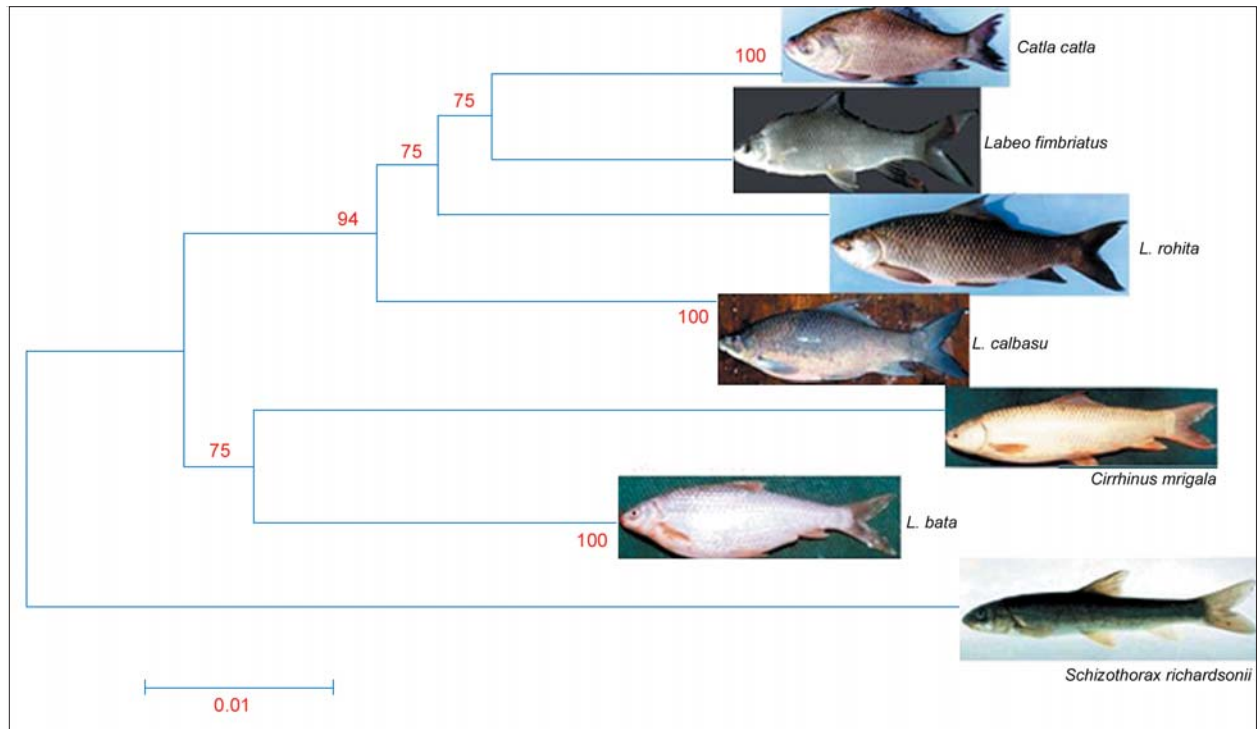 100
Catla catla
75
Labeo fimbriatus
75
94
L. rohita
100
L. calbasu
75
Cirrhinus mrigala
100
L. bata
Schizothorax richardsonii
0.01